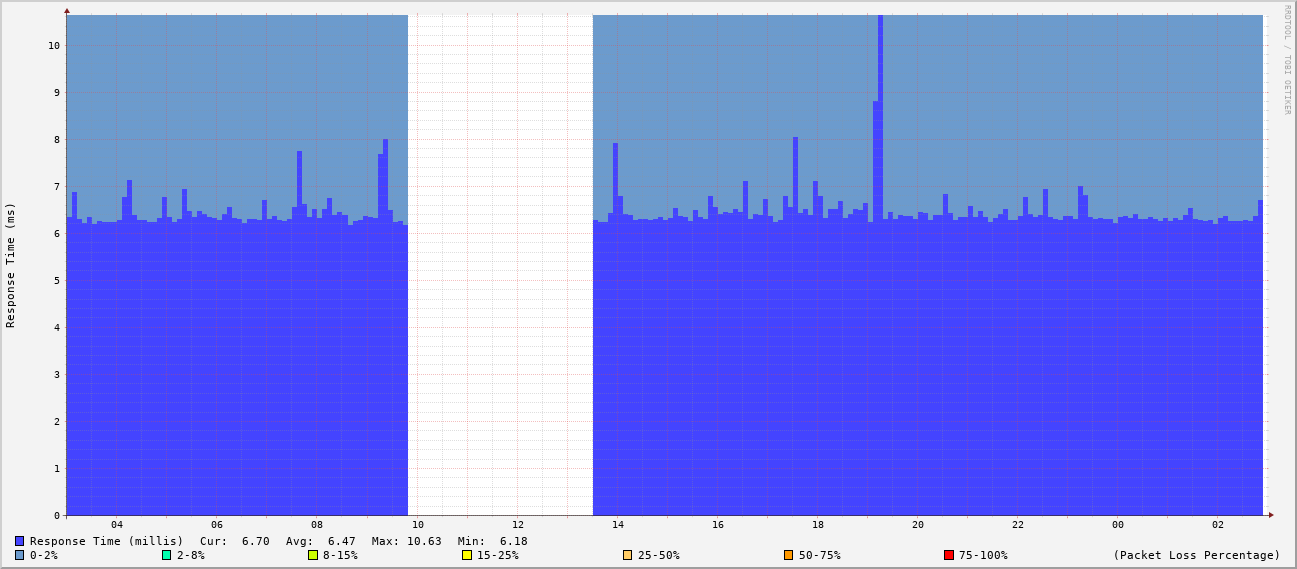 RRDTOOL / TOBI OETIKER
Response Time (ms)
10
9
8
7
6
5
4
3
2
1
0
04 06 08 10 12 14 16 18 20 22 00 02
Response Time (millis) Cur: 6.70 Avg: 6.47 Max: 10.63 Min: 6.18
0-2% 2-8% 8-15% 15-25% 25-50% 50-75% 75-100% (Packet Loss Percentage)